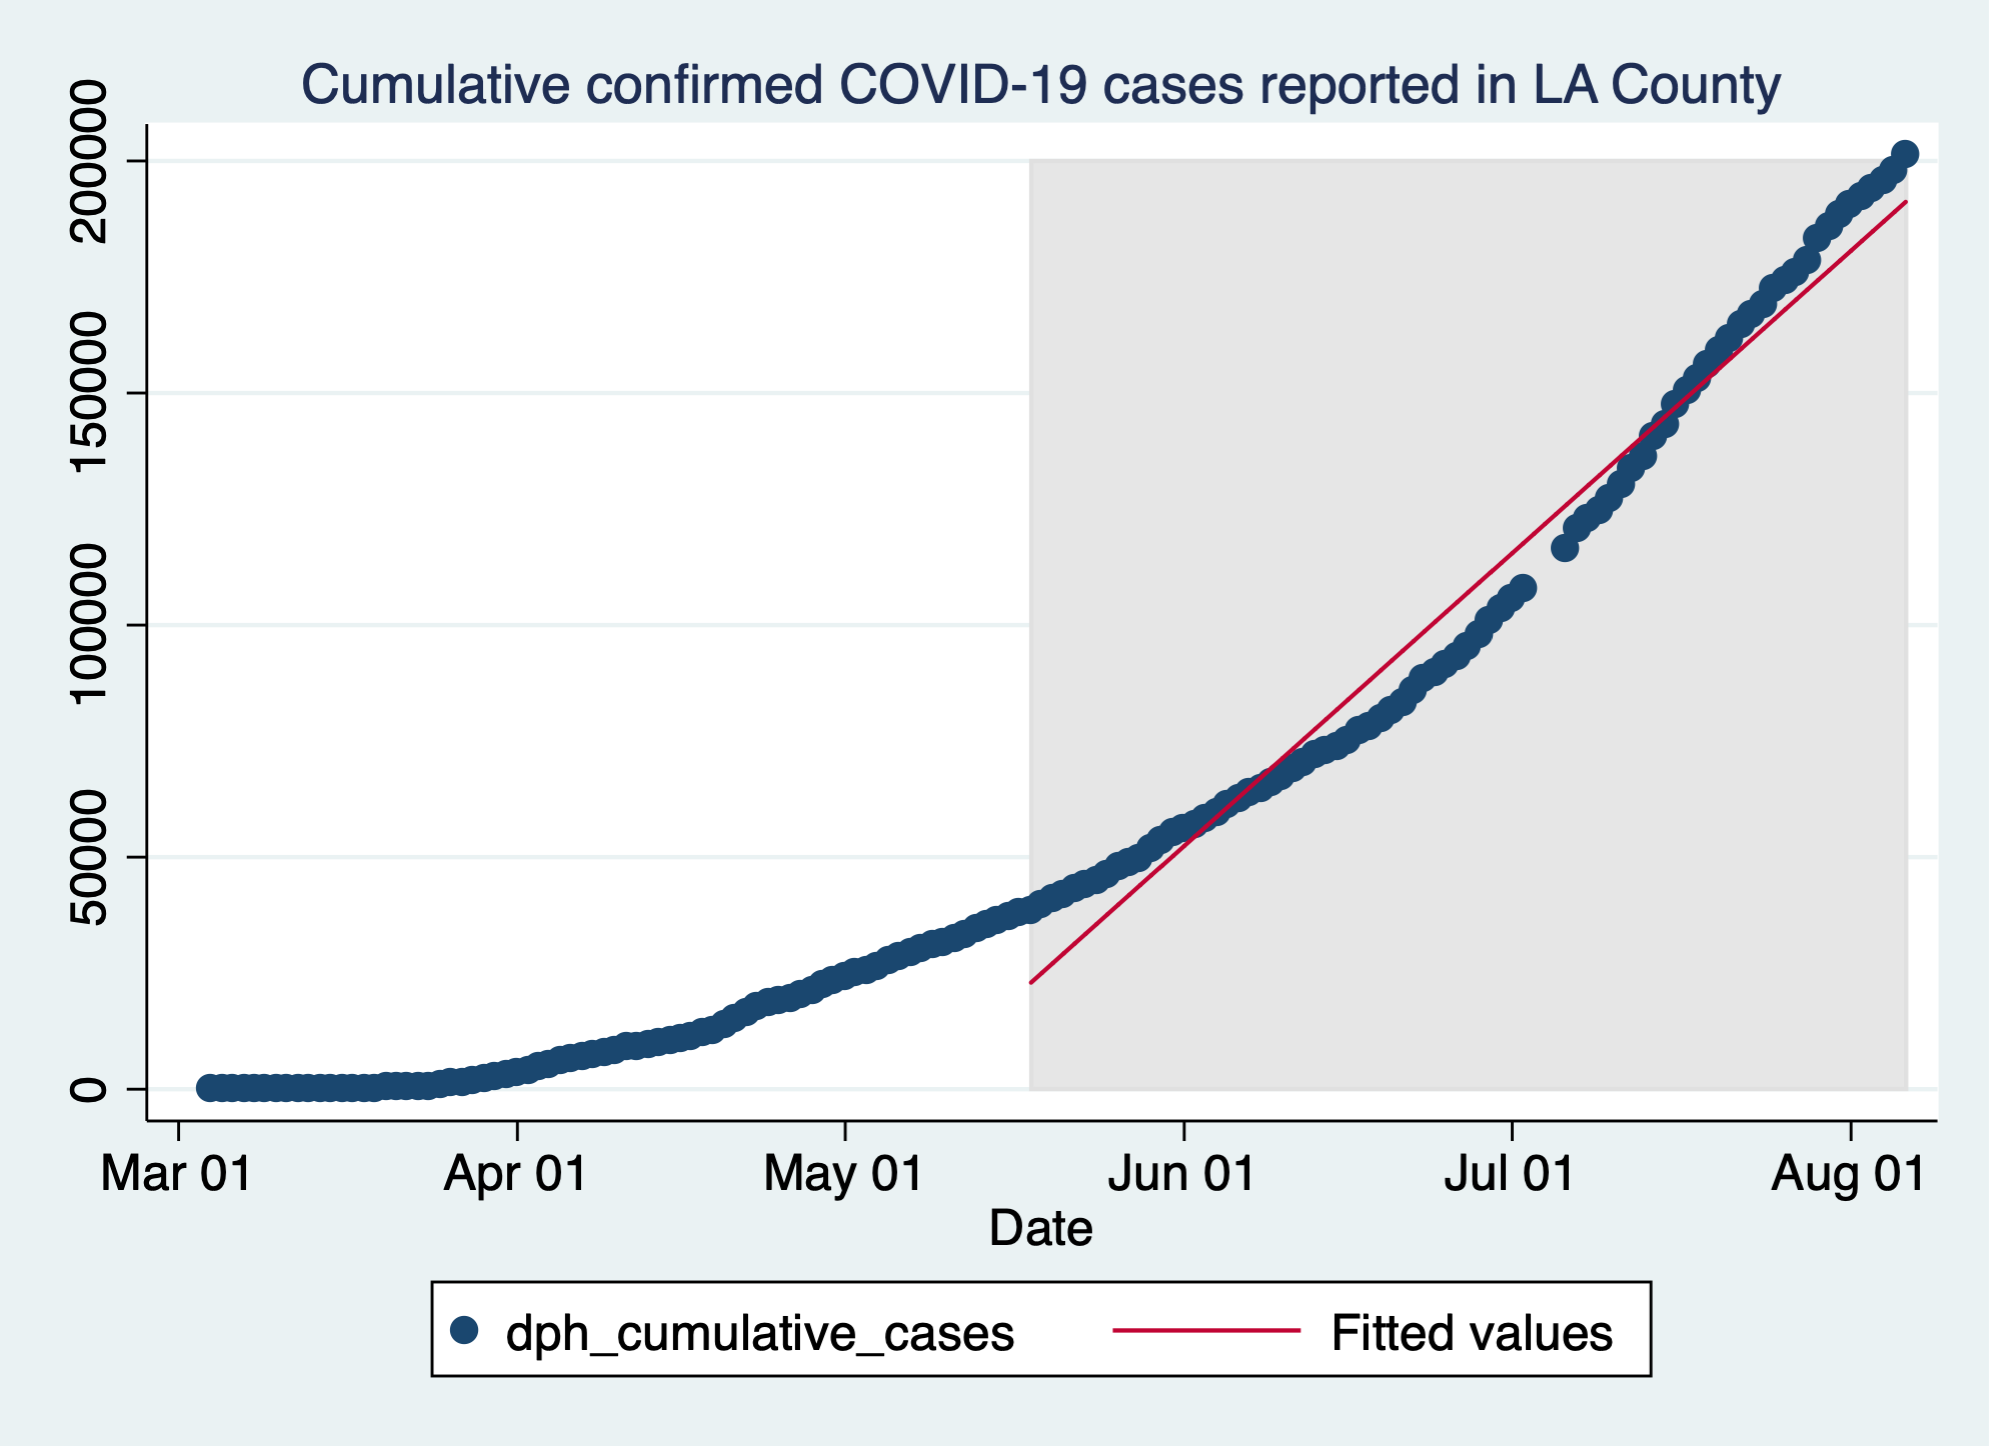 Cumulative confirmed COVID-19 cases reported in LA County
200000
150000
100000
50000
0
Mar 01 Apr 01 May 01 Jun 01 Jul 01 Aug 01
Date
dph_cumulative_cases Fitted values